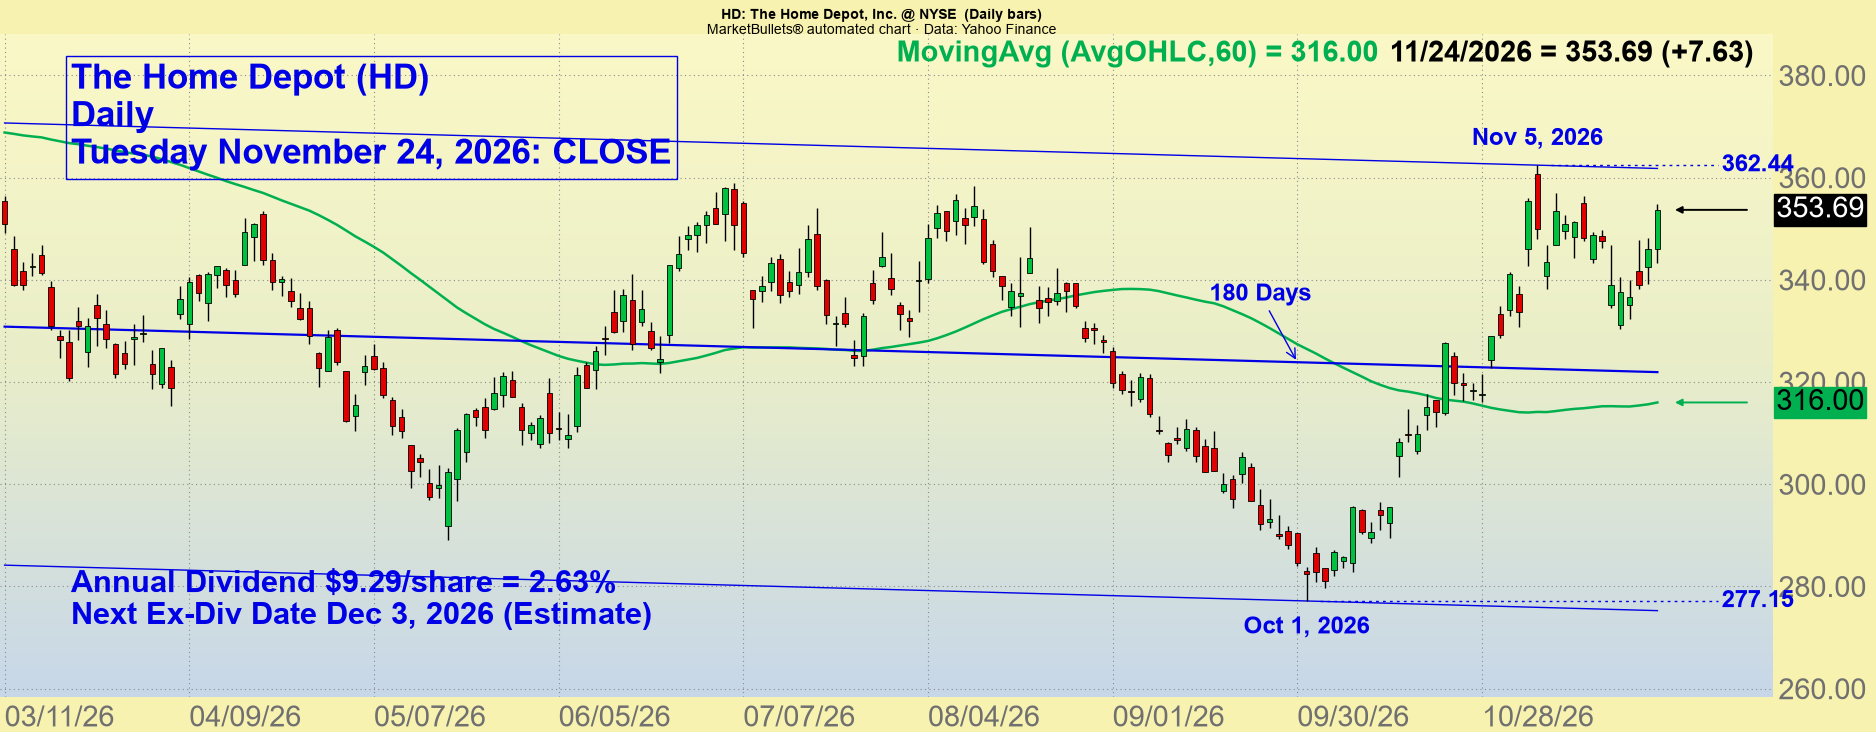 HD: The Home Depot, Inc. @ NYSE (Daily bars)
MarketBullets® automated chart · Data: Yahoo Finance
MovingAvg (AvgOHLC,60) = 316.00 11/24/2026 = 353.69 (+7.63)
The Home Depot (HD)
Daily
Tuesday November 24, 2026: CLOSE
380.00
Nov 5, 2026
362.44
360.00
353.69
340.00
180 Days
320.00
316.00
300.00
280.00
277.15
Annual Dividend $9.29/share = 2.63%
Next Ex-Div Date Dec 3, 2026 (Estimate)
Oct 1, 2026
260.00
03/11/26 04/09/26 05/07/26 06/05/26 07/07/26 08/04/26 09/01/26 09/30/26 10/28/26